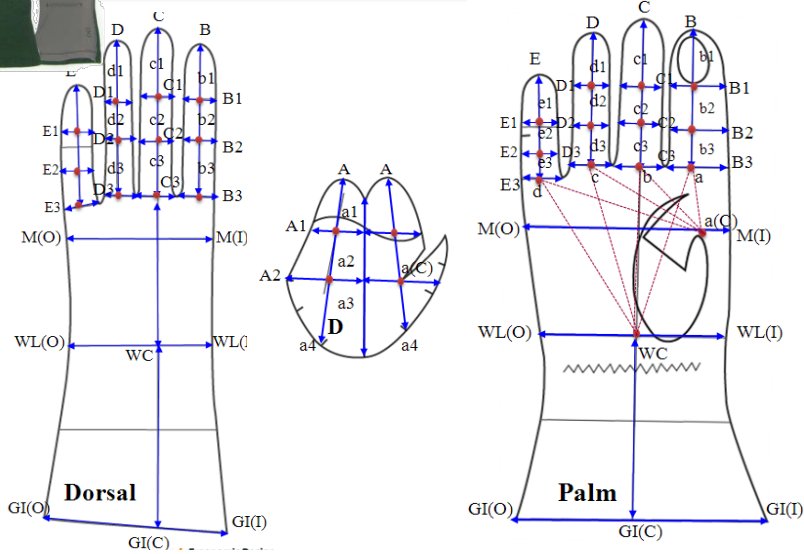 D
C
B
d1
c1
b1
E
D1
C1
B1
d2
c2
b2
E1
D2
C2
B2
d3
c3
b3
E2
D3
C3
B3
E3
M(O)
M(I)
WL(O)
WL(I
WC
Dorsal
GI(O)
GI(I)
GI(C)
A
A
A1
a1
A2
a2
a(C)
a3
D
a4
a4
C
D
B
E
c1
b1
d1
D1
C1
B1
e1
d2
c2
b2
E1
D2
C2
B2
e2
d3
c3
b3
E2
D3
C3
B3
e3
E3
d
c
b
a
a(C)
M(O)
M(I)
WL(O)
WL(I)
WC
Palm
GI(O)
GI(I)
GI(C)